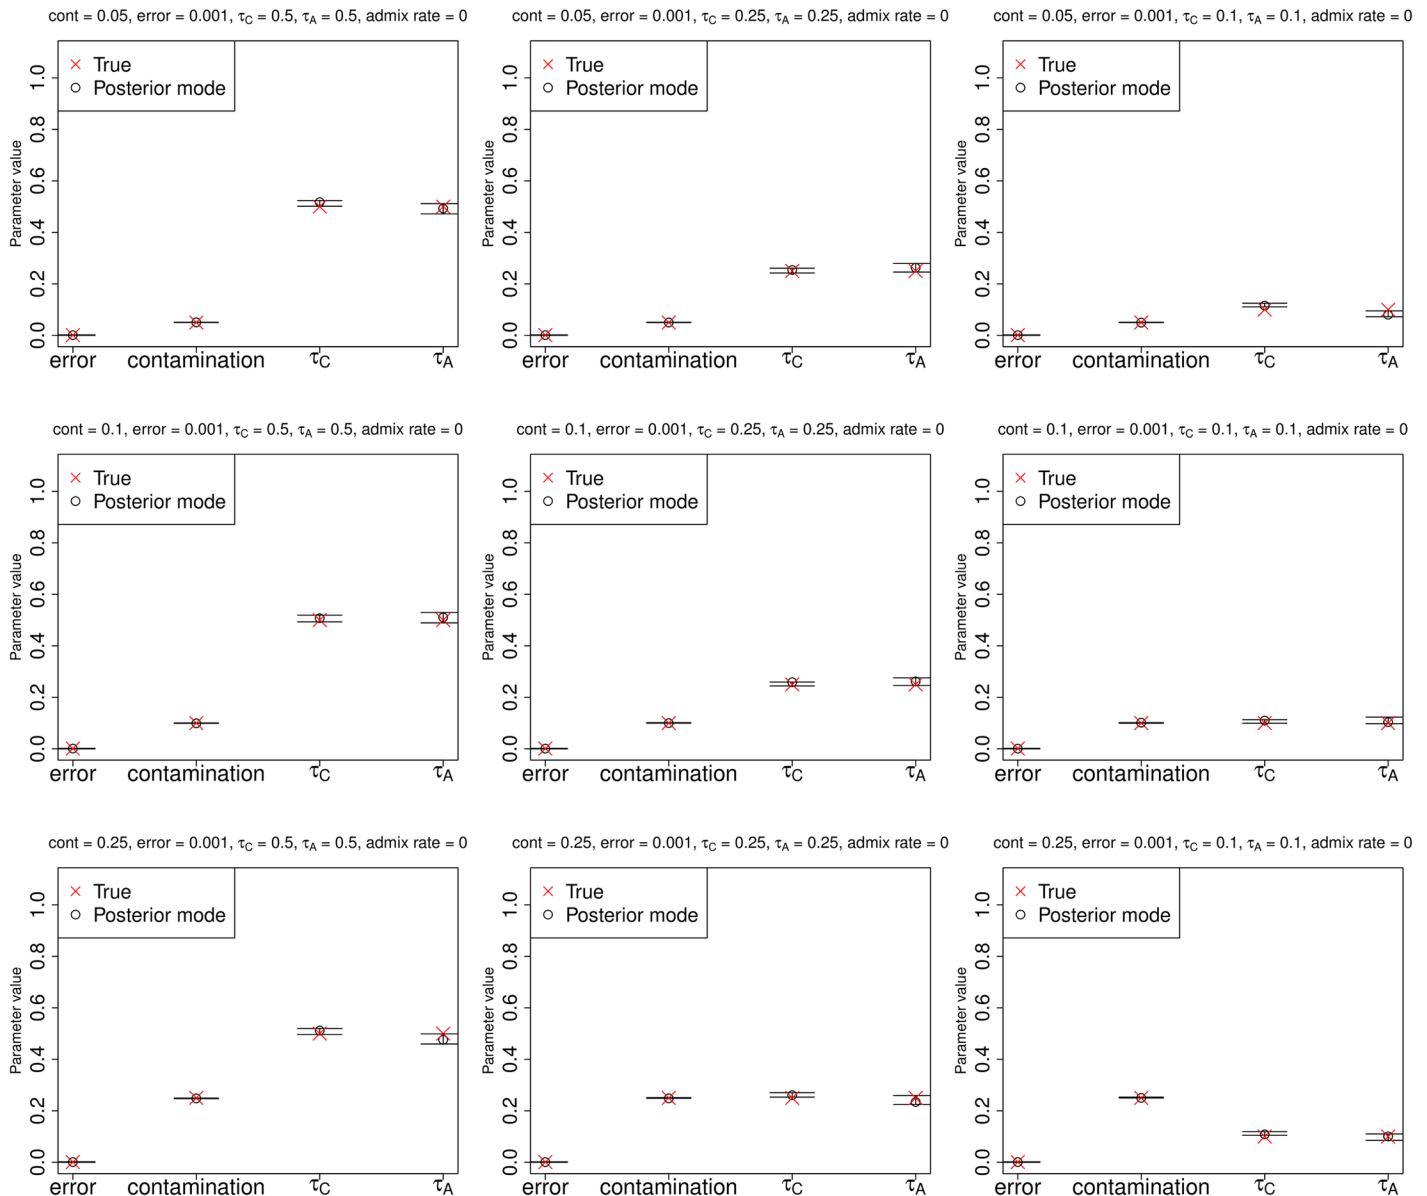 cont = 0.05, error = 0.001, τC = 0.5, τA = 0.5, admix rate = 0
True
Posterior mode
Parameter value
0.0 0.2 0.4 0.6 0.8 1.0
error contamination τC τA
cont = 0.05, error = 0.001, τC = 0.25, τA = 0.25, admix rate = 0
True
Posterior mode
Parameter value
0.0 0.2 0.4 0.6 0.8 1.0
error contamination τC τA
cont = 0.05, error = 0.001, τC = 0.1, τA = 0.1, admix rate = 0
True
Posterior mode
Parameter value
0.0 0.2 0.4 0.6 0.8 1.0
error contamination τC τA
cont = 0.1, error = 0.001, τC = 0.5, τA = 0.5, admix rate = 0
True
Posterior mode
Parameter value
0.0 0.2 0.4 0.6 0.8 1.0
error contamination τC τA
cont = 0.1, error = 0.001, τC = 0.25, τA = 0.25, admix rate = 0
True
Posterior mode
Parameter value
0.0 0.2 0.4 0.6 0.8 1.0
error contamination τC τA
cont = 0.1, error = 0.001, τC = 0.1, τA = 0.1, admix rate = 0
True
Posterior mode
Parameter value
0.0 0.2 0.4 0.6 0.8 1.0
error contamination τC τA
cont = 0.25, error = 0.001, τC = 0.5, τA = 0.5, admix rate = 0
True
Posterior mode
Parameter value
0.0 0.2 0.4 0.6 0.8 1.0
error contamination τC τA
cont = 0.25, error = 0.001, τC = 0.25, τA = 0.25, admix rate = 0
True
Posterior mode
Parameter value
0.0 0.2 0.4 0.6 0.8 1.0
error contamination τC τA
cont = 0.25, error = 0.001, τC = 0.1, τA = 0.1, admix rate = 0
True
Posterior mode
Parameter value
0.0 0.2 0.4 0.6 0.8 1.0
error contamination τC τA